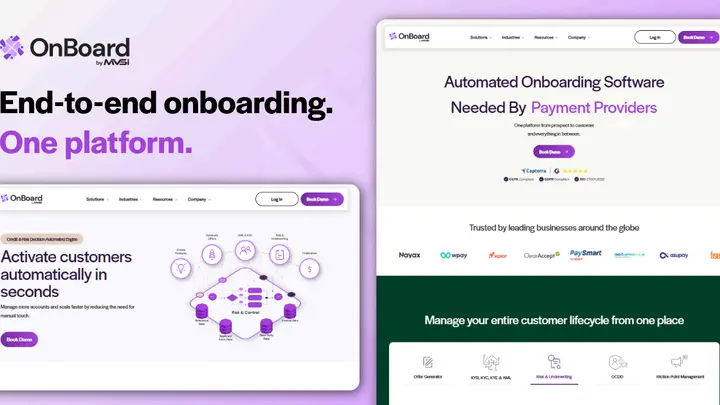 OnBoard
by MVSI
End-to-end onboarding.
One platform.
OnBoard
Solutions
Industries
Resources
Company
Log In
Book Demo
Credit & Risk Decision Automated Engine
Activate customers
automatically in
seconds
Manage more accounts and scale faster by reducing the need for
manual touch.
Book Demo
Risk & Control
OnBoard
Solutions
Industries
Resources
Company
Log In
Book Demo
Automated Onboarding Software
Needed By Payment Providers
One platform from prospect to customer
and everything in between.
Book Demo
Capterra
G
CCPA Compliant
GDPR Compliant
Trusted by leading businesses around the globe
Nayax
wpay
ClearAccept
PaySmart
azupay
Manage your entire customer lifecycle from one place
Offer Generator
KYB, KYC, KYE & AML
Risk & Underwriting
OCDD
Friction Point Management